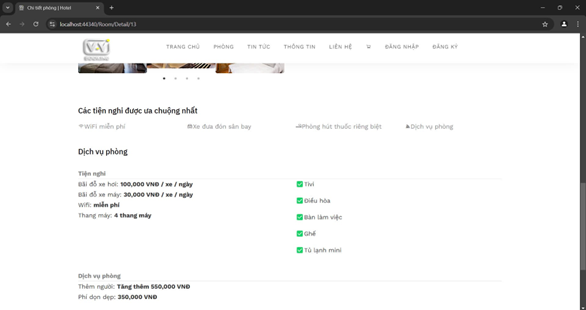 Chi tiết phòng | Hotel
localhost:44340/Room/Detail/13
TRANG CHỦ PHÒNG TIN TỨC THÔNG TIN LIÊN HỆ ĐĂNG NHẬP ĐĂNG KÝ
Các tiện nghi được ưa chuộng nhất
WiFi miễn phí Xe đưa đón sân bay Phòng hút thuốc riêng biệt Dịch vụ phòng
Dịch vụ phòng
Tiện nghi
Bãi đỗ xe hơi: 100,000 VNĐ / xe / ngày
Bãi đỗ xe máy: 30,000 VNĐ / xe / ngày
Wifi: miễn phí
Thang máy: 4 thang máy
Tivi
Điều hòa
Bàn làm việc
Ghế
Tủ lạnh mini
Dịch vụ phòng
Thêm người: Tăng thêm 550,000 VNĐ
Phí dọn dẹp: 350,000 VNĐ